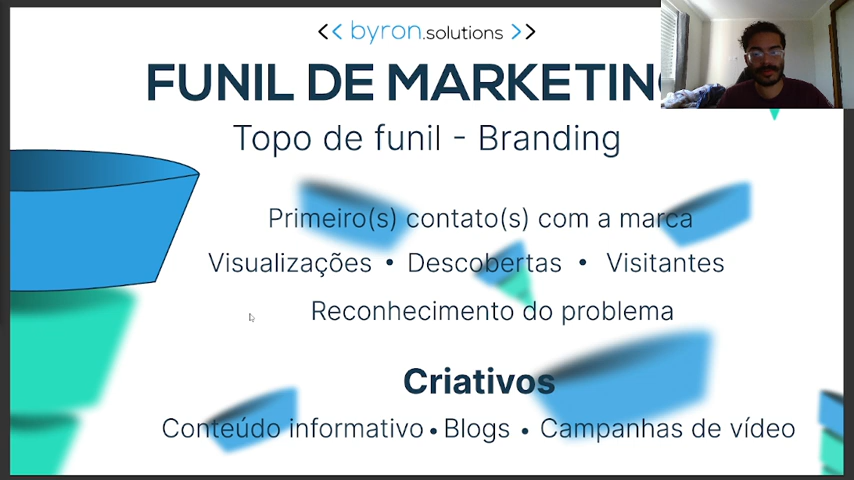 byron.solutions
FUNIL DE MARKETIN
Topo de funil - Branding
Primeiro(s) contato(s) com a marca
Visualizações • Descobertas • Visitantes
Reconhecimento do problema
Criativos
Conteúdo informativo • Blogs • Campanhas de vídeo